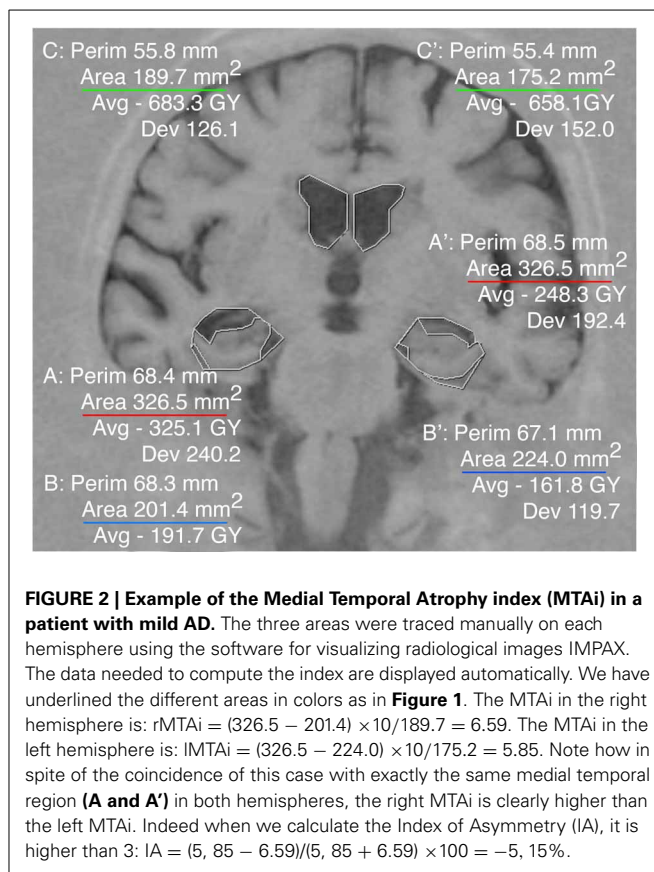 C: Perim 55.8 mm
Area 189.7 mm2
Avg - 683.3 GY
Dev 126.1
C': Perim 55.4 mm
Area 175.2 mm2
Avg - 658.1GY
Dev 152.0
A': Perim 68.5 mm
Area 326.5 mm2
Avg - 248.3 GY
Dev 192.4
A: Perim 68.4 mm
Area 326.5 mm2
Avg - 325.1 GY
Dev 240.2
B: Perim 68.3 mm
Area 201.4 mm2
Avg - 191.7 GY
B': Perim 67.1 mm
Area 224.0 mm2
Avg - 161.8 GY
Dev 119.7
FIGURE 2 | Example of the Medial Temporal Atrophy index (MTAi) in a
patient with mild AD. The three areas were traced manually on each
hemisphere using the software for visualizing radiological images IMPAX.
The data needed to compute the index are displayed automatically. We have
underlined the different areas in colors as in Figure 1. The MTAi in the right
hemisphere is: rMTAi = (326.5 − 201.4) ×10/189.7 = 6.59. The MTAi in the
left hemisphere is: lMTAi = (326.5 − 224.0) ×10/175.2 = 5.85. Note how in
spite of the coincidence of this case with exactly the same medial temporal
region (A and A') in both hemispheres, the right MTAi is clearly higher than
the left MTAi. Indeed when we calculate the Index of Asymmetry (IA), it is
higher than 3: IA = (5, 85 − 6.59)/(5, 85 + 6.59) ×100 = −5, 15%.